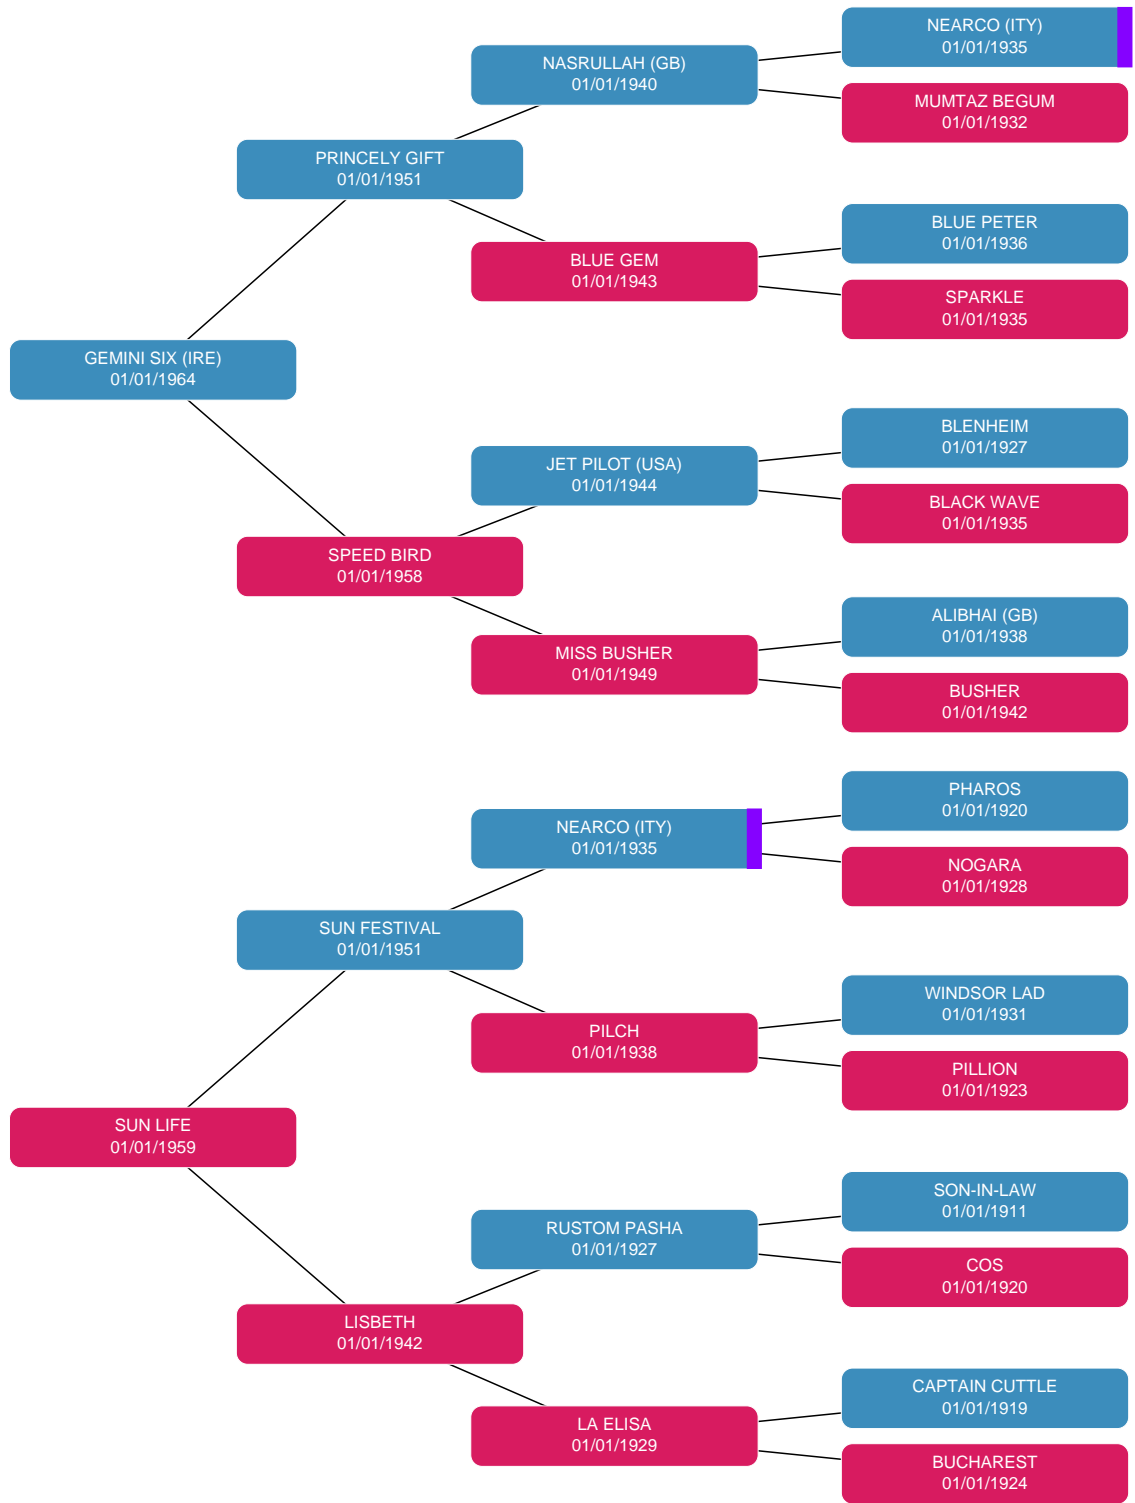 NEARCO (ITY)
01/01/1935
NASRULLAH (GB)
01/01/1940
MUMTAZ BEGUM
01/01/1932
PRINCELY GIFT
01/01/1951
BLUE PETER
01/01/1936
BLUE GEM
01/01/1943
SPARKLE
01/01/1935
GEMINI SIX (IRE)
01/01/1964
BLENHEIM
01/01/1927
JET PILOT (USA)
01/01/1944
BLACK WAVE
01/01/1935
SPEED BIRD
01/01/1958
ALIBHAI (GB)
01/01/1938
MISS BUSHER
01/01/1949
BUSHER
01/01/1942
PHAROS
01/01/1920
NEARCO (ITY)
01/01/1935
NOGARA
01/01/1928
SUN FESTIVAL
01/01/1951
WINDSOR LAD
01/01/1931
PILCH
01/01/1938
PILLION
01/01/1923
SUN LIFE
01/01/1959
SON-IN-LAW
01/01/1911
RUSTOM PASHA
01/01/1927
COS
01/01/1920
LISBETH
01/01/1942
CAPTAIN CUTTLE
01/01/1919
LA ELISA
01/01/1929
BUCHAREST
01/01/1924